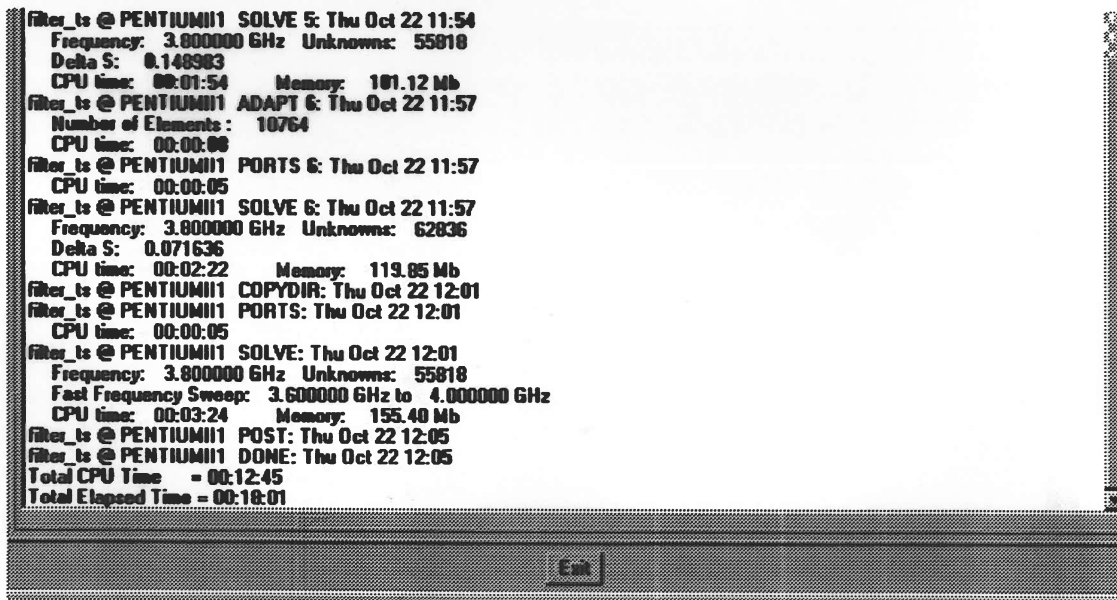 filter_ts @ PENTIUMII1 SOLVE 5: Thu Oct 22 11:54
Frequency: 3.800000 GHz Unknowns: 55818
Delta S: 0.148983
CPU time: 00:01:54 Memory: 101.12 Mb
filter_ts @ PENTIUMII1 ADAPT 6: Thu Oct 22 11:57
Number of Elements : 10764
CPU time: 00:00:08
filter_ts @ PENTIUMII1 PORTS 6: Thu Oct 22 11:57
CPU time: 00:00:05
filter_ts @ PENTIUMII1 SOLVE 6: Thu Oct 22 11:57
Frequency: 3.800000 GHz Unknowns: 62836
Delta S: 0.071636
CPU time: 00:02:22 Memory: 119.85 Mb
filter_ts @ PENTIUMII1 COPYDIR: Thu Oct 22 12:01
filter_ts @ PENTIUMII1 PORTS: Thu Oct 22 12:01
CPU time: 00:00:05
filter_ts @ PENTIUMII1 SOLVE: Thu Oct 22 12:01
Frequency: 3.800000 GHz Unknowns: 55818
Fast Frequency Sweep: 3.600000 GHz to 4.000000 GHz
CPU time: 00:03:24 Memory: 155.40 Mb
filter_ts @ PENTIUMII1 POST: Thu Oct 22 12:05
filter_ts @ PENTIUMII1 DONE: Thu Oct 22 12:05
Total CPU Time = 00:12:45
Total Elapsed Time = 00:18:01
Exit